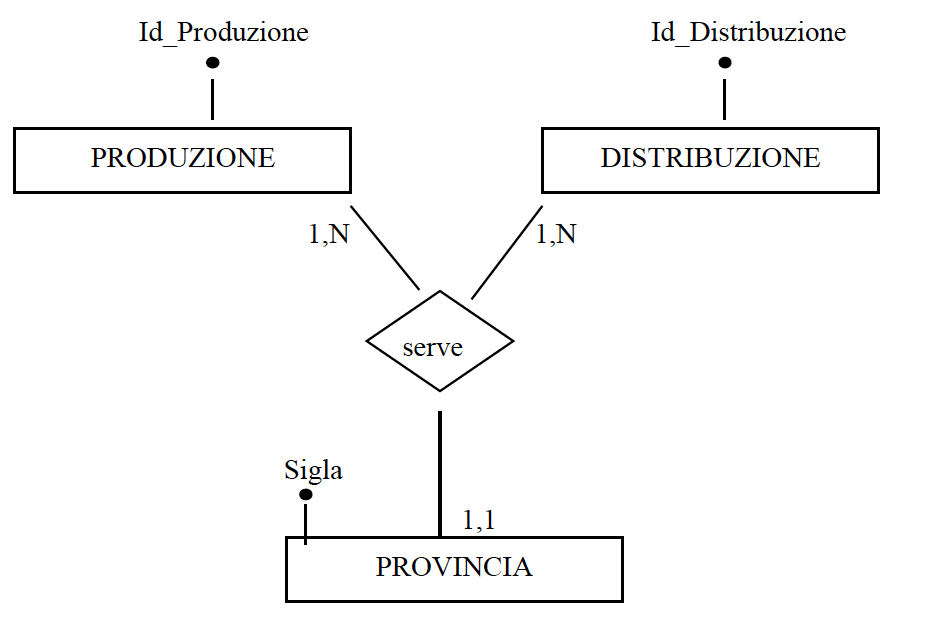 Id_Produzione
Id_Distribuzione
PRODUZIONE
DISTRIBUZIONE
1,N
1,N
serve
Sigla
1,1
PROVINCIA